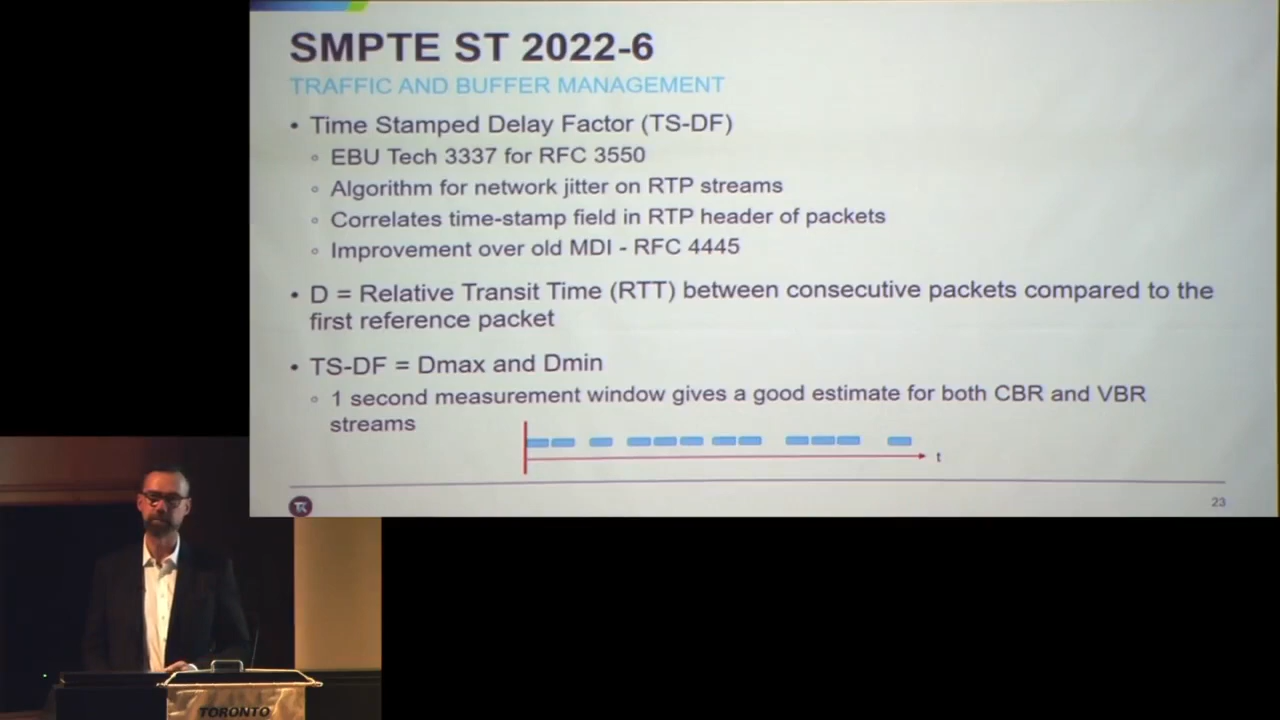 SMPTE ST 2022-6
TRAFFIC AND BUFFER MANAGEMENT
• Time Stamped Delay Factor (TS-DF)
◦ EBU Tech 3337 for RFC 3550
◦ Algorithm for network jitter on RTP streams
◦ Correlates time-stamp field in RTP header of packets
◦ Improvement over old MDI - RFC 4445
• D = Relative Transit Time (RTT) between consecutive packets compared to the
first reference packet
• TS-DF = Dmax and Dmin
◦ 1 second measurement window gives a good estimate for both CBR and VBR
streams
t
23
TORONTO